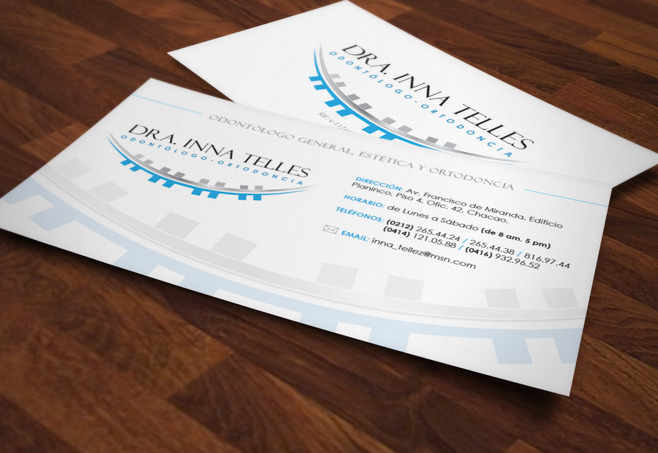 DRA. INNA TELLES
ODONTÓLOGO-ORTODONCIA
ODONTÓLOGO GENERAL, ESTÉTICA Y ORTODONCIA
DRA. INNA TELLES
ODONTÓLOGO-ORTODONCIA
DIRECCIÓN: Av. Francisco de Miranda. Edificio
Planinco. Piso 4, Ofic. 42, Chacao.
HORARIO: de Lunes a Sábado (de 8 am. 5 pm)
TELÉFONOS: (0212) 265.44.24 / 265.44.38 / 816.97.44
(0414) 121.05.88 / (0416) 932.96.52
EMAIL: inna_tellez@msn.com